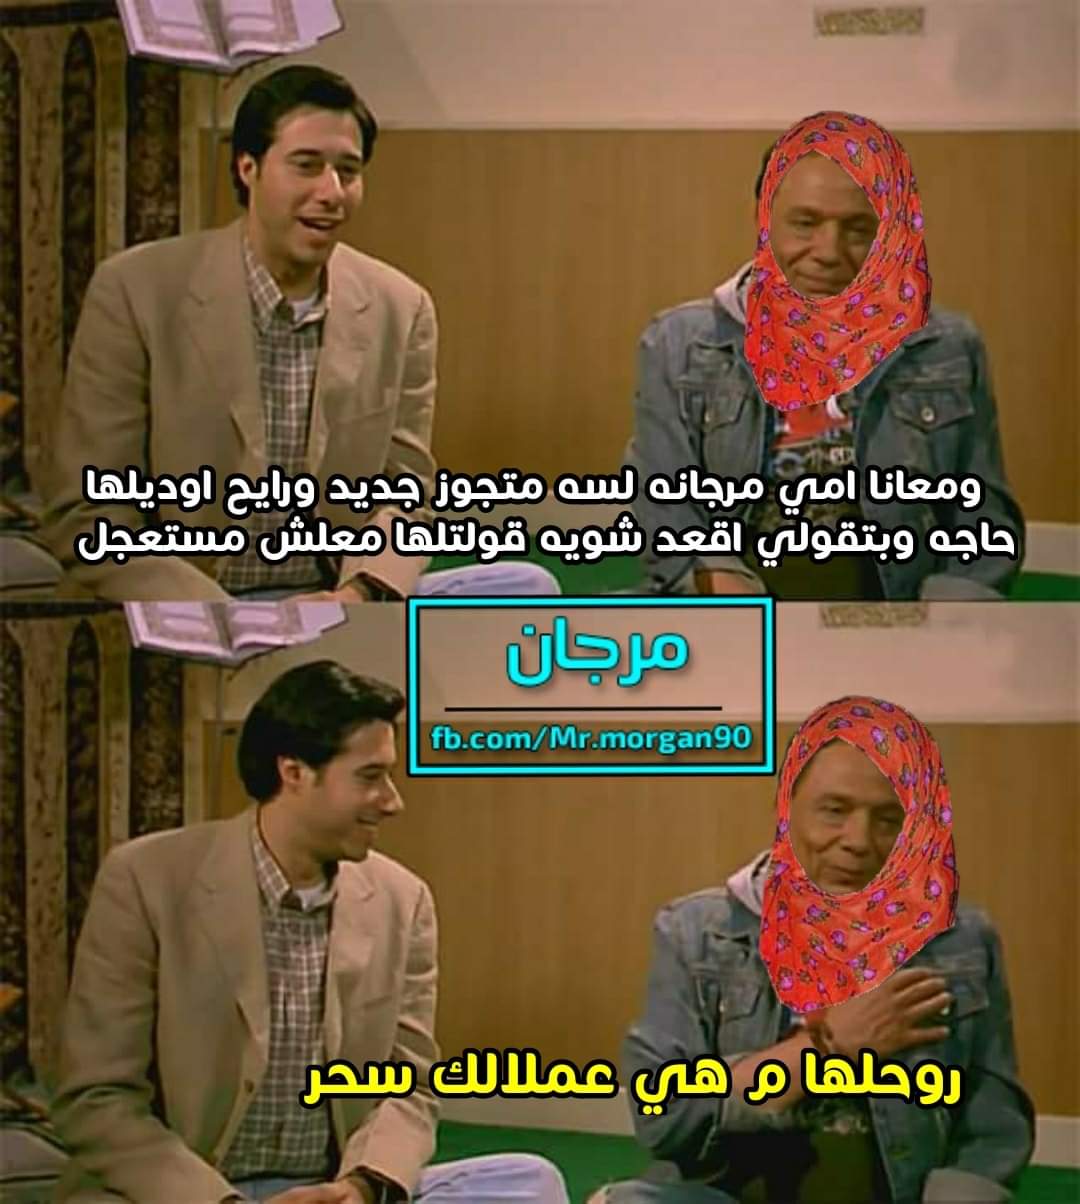 ومعانا امي مرجانه لسه متجوز جديد ورايح اوديلها
حاجه وبتقولي اقعد شويه قولتلها معلش مستعجل
مرجان
fb.com/Mr.morgan90
روحلها م هي عملالك سحر